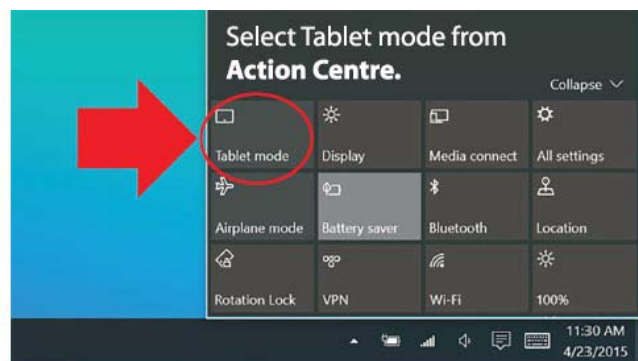 Select Tablet mode from
Action Centre.
Collapse
Tablet mode Display Media connect All settings
Airplane mode Battery saver Bluetooth Location
Rotation Lock VPN Wi-Fi 100%
11:30 AM
4/23/2015